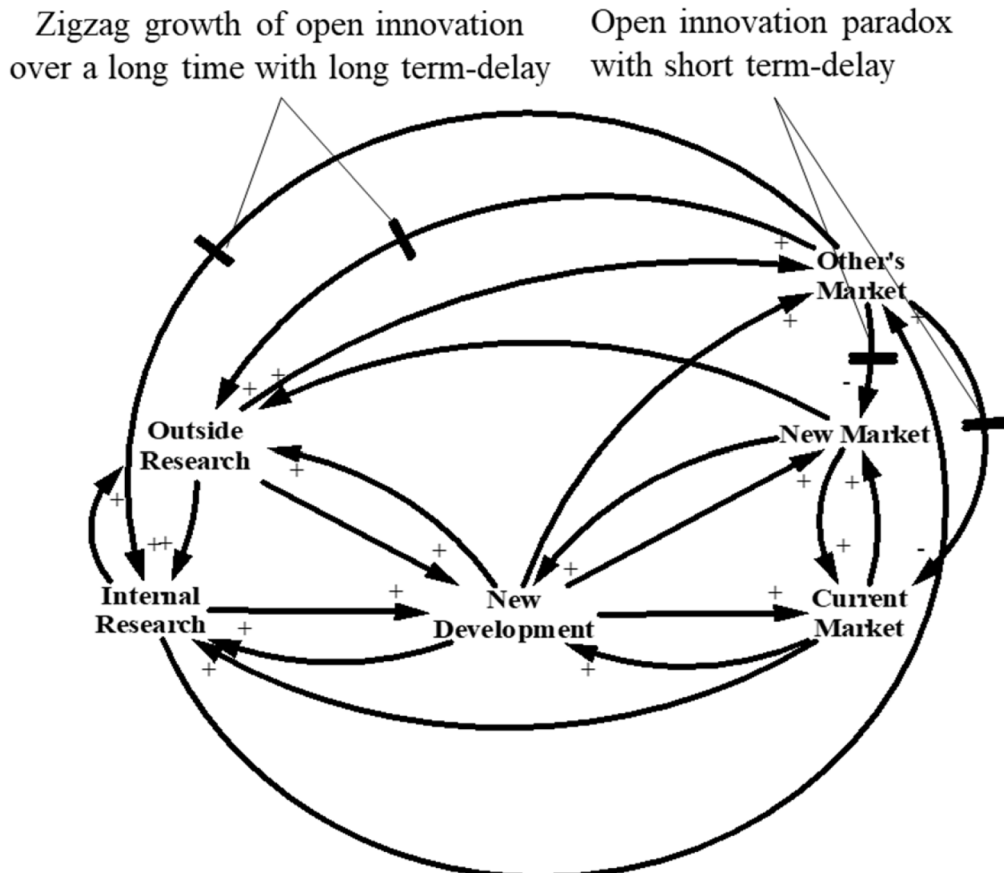 Zigzag growth of open innovation
over a long time with long term-delay
Open innovation paradox
with short term-delay
+
Other's
Market
+
+
+
+
-
Outside
Research
New Market
+
+
+
+
+
+
-
++
+
+
Internal
Research
+
New
Development
+
Current
Market
+
+
+